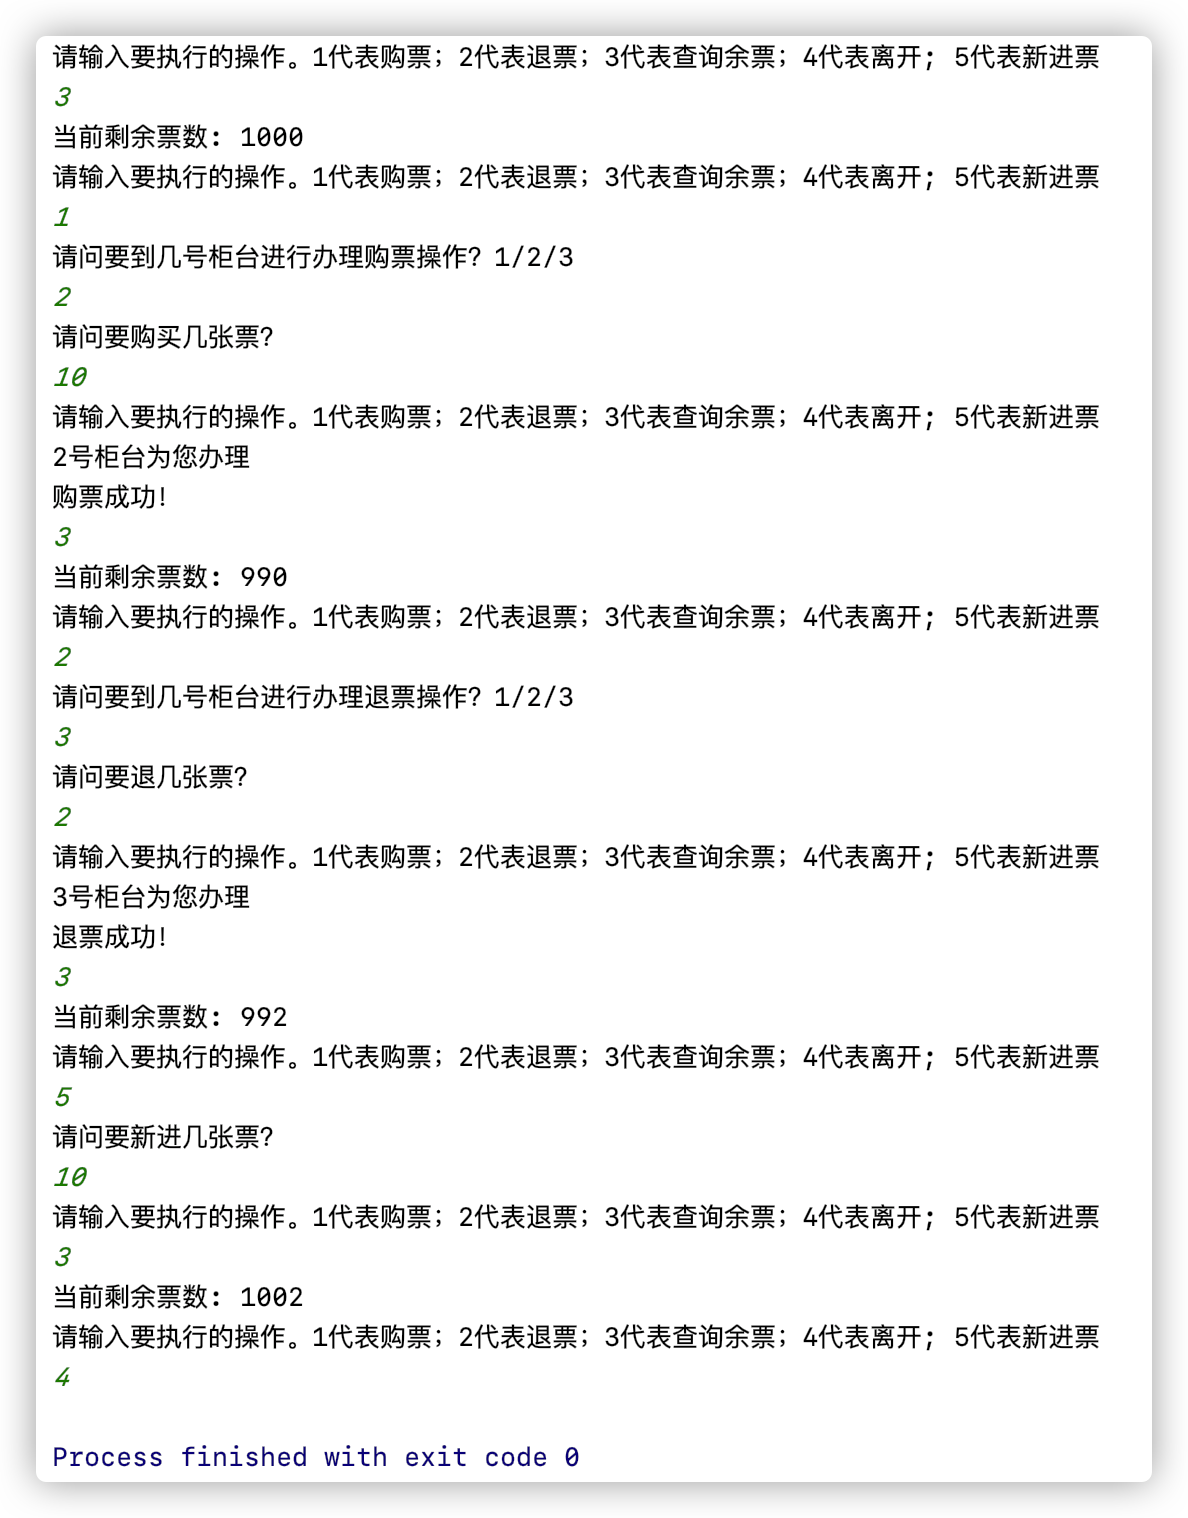 请输入要执行的操作。1代表购票；2代表退票；3代表查询余票；4代表离开; 5代表新进票
3
当前剩余票数: 1000
请输入要执行的操作。1代表购票；2代表退票；3代表查询余票；4代表离开; 5代表新进票
1
请问要到几号柜台进行办理购票操作？1/2/3
2
请问要购买几张票？
10
请输入要执行的操作。1代表购票；2代表退票；3代表查询余票；4代表离开; 5代表新进票
2号柜台为您办理
购票成功！
3
当前剩余票数: 990
请输入要执行的操作。1代表购票；2代表退票；3代表查询余票；4代表离开; 5代表新进票
2
请问要到几号柜台进行办理退票操作？1/2/3
3
请问要退几张票？
2
请输入要执行的操作。1代表购票；2代表退票；3代表查询余票；4代表离开; 5代表新进票
3号柜台为您办理
退票成功！
3
当前剩余票数: 992
请输入要执行的操作。1代表购票；2代表退票；3代表查询余票；4代表离开; 5代表新进票
5
请问要新进几张票？
10
请输入要执行的操作。1代表购票；2代表退票；3代表查询余票；4代表离开; 5代表新进票
3
当前剩余票数: 1002
请输入要执行的操作。1代表购票；2代表退票；3代表查询余票；4代表离开; 5代表新进票
4
Process finished with exit code 0